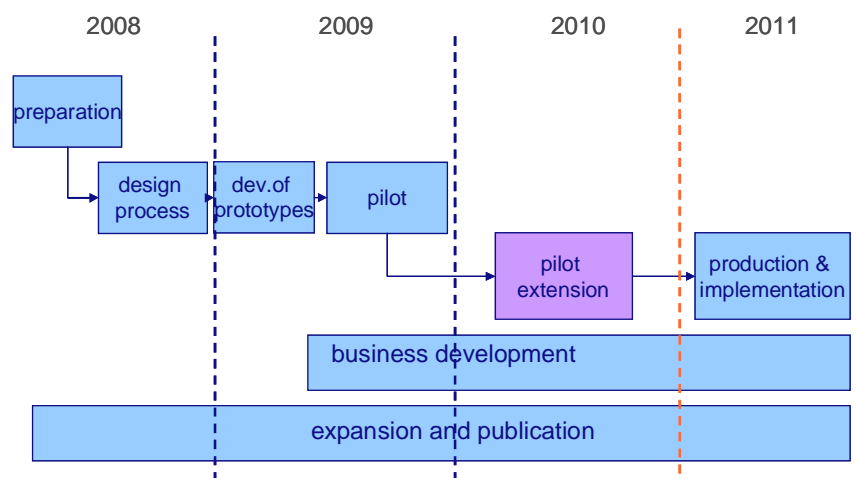 2008 2009 2010 2011
preparation
design
process
dev.of
prototypes
pilot
pilot
extension
production &
implementation
business development
expansion and publication